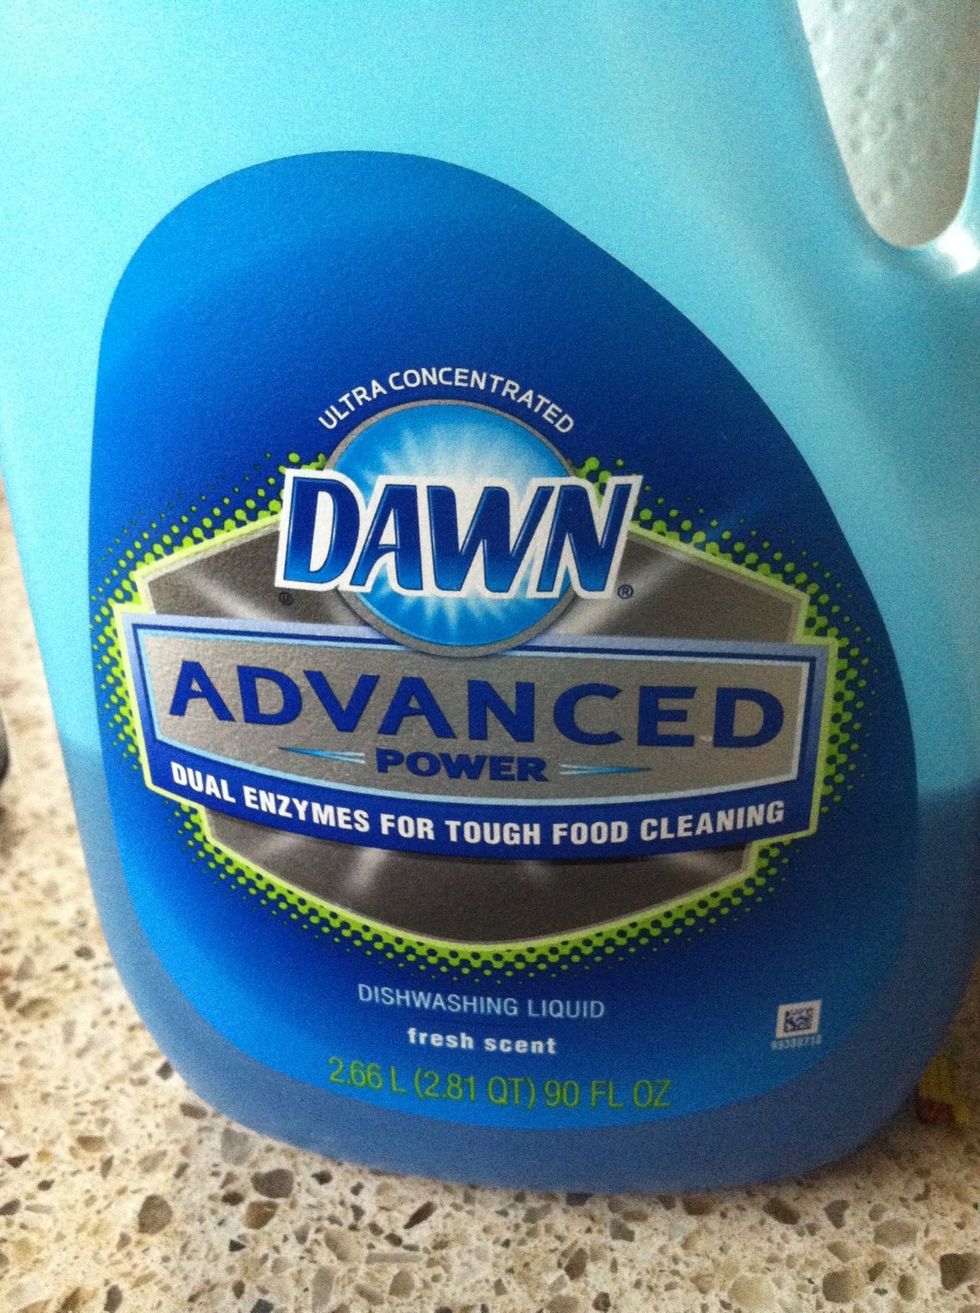 ULTRA CONCENTRATED
DAWN®
ADVANCED
POWER
DUAL ENZYMES FOR TOUGH FOOD CLEANING
DISHWASHING LIQUID
fresh scent
2.66 L (2.81 QT) 90 FL OZ